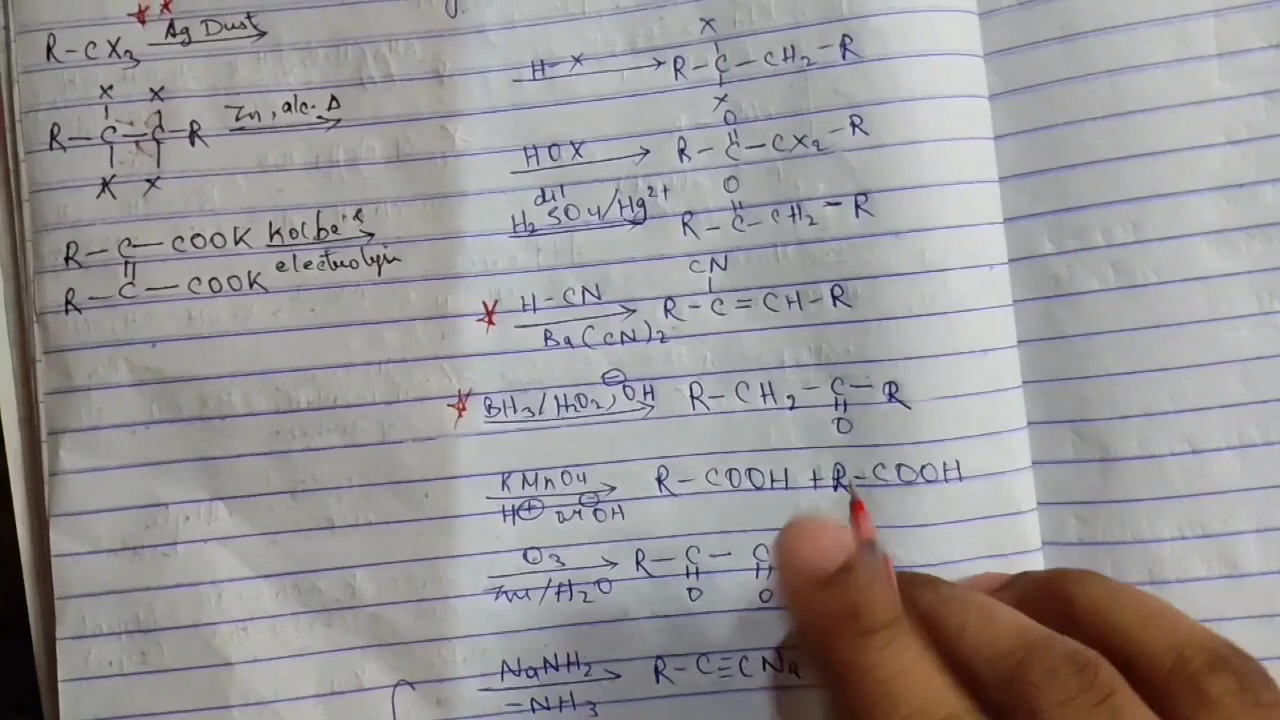 R-CX3 Ag Dust
X X
R-C-C-R Zn, alc. Δ
X X
R-C-COOK Kolbe's
R-C-COOK electrolysis
X
H-X R-C-CH2-R
X
O
HOX R-C-CX2-R
O
dil H2SO4/Hg2+ R-C-CH2-R
CN
H-CN R-C=CH-R
Ba(CN)2
BH3/H2O2, ⊖OH R-CH2-C-R
O
KMnO4 R-COOH + R-COOH
H⊕ or ⊖OH
O3 R-C-C
Zn/H2O O O
NaNH2 R-C≡CNa
-NH3